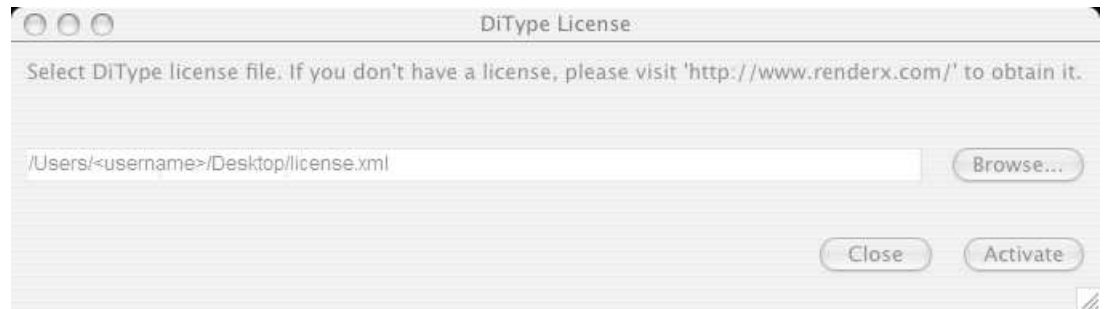 DiType License
Select DiType license file. If you don't have a license, please visit 'http://www.renderx.com/' to obtain it.
/Users/<username>/Desktop/license.xml
Browse...
Close
Activate